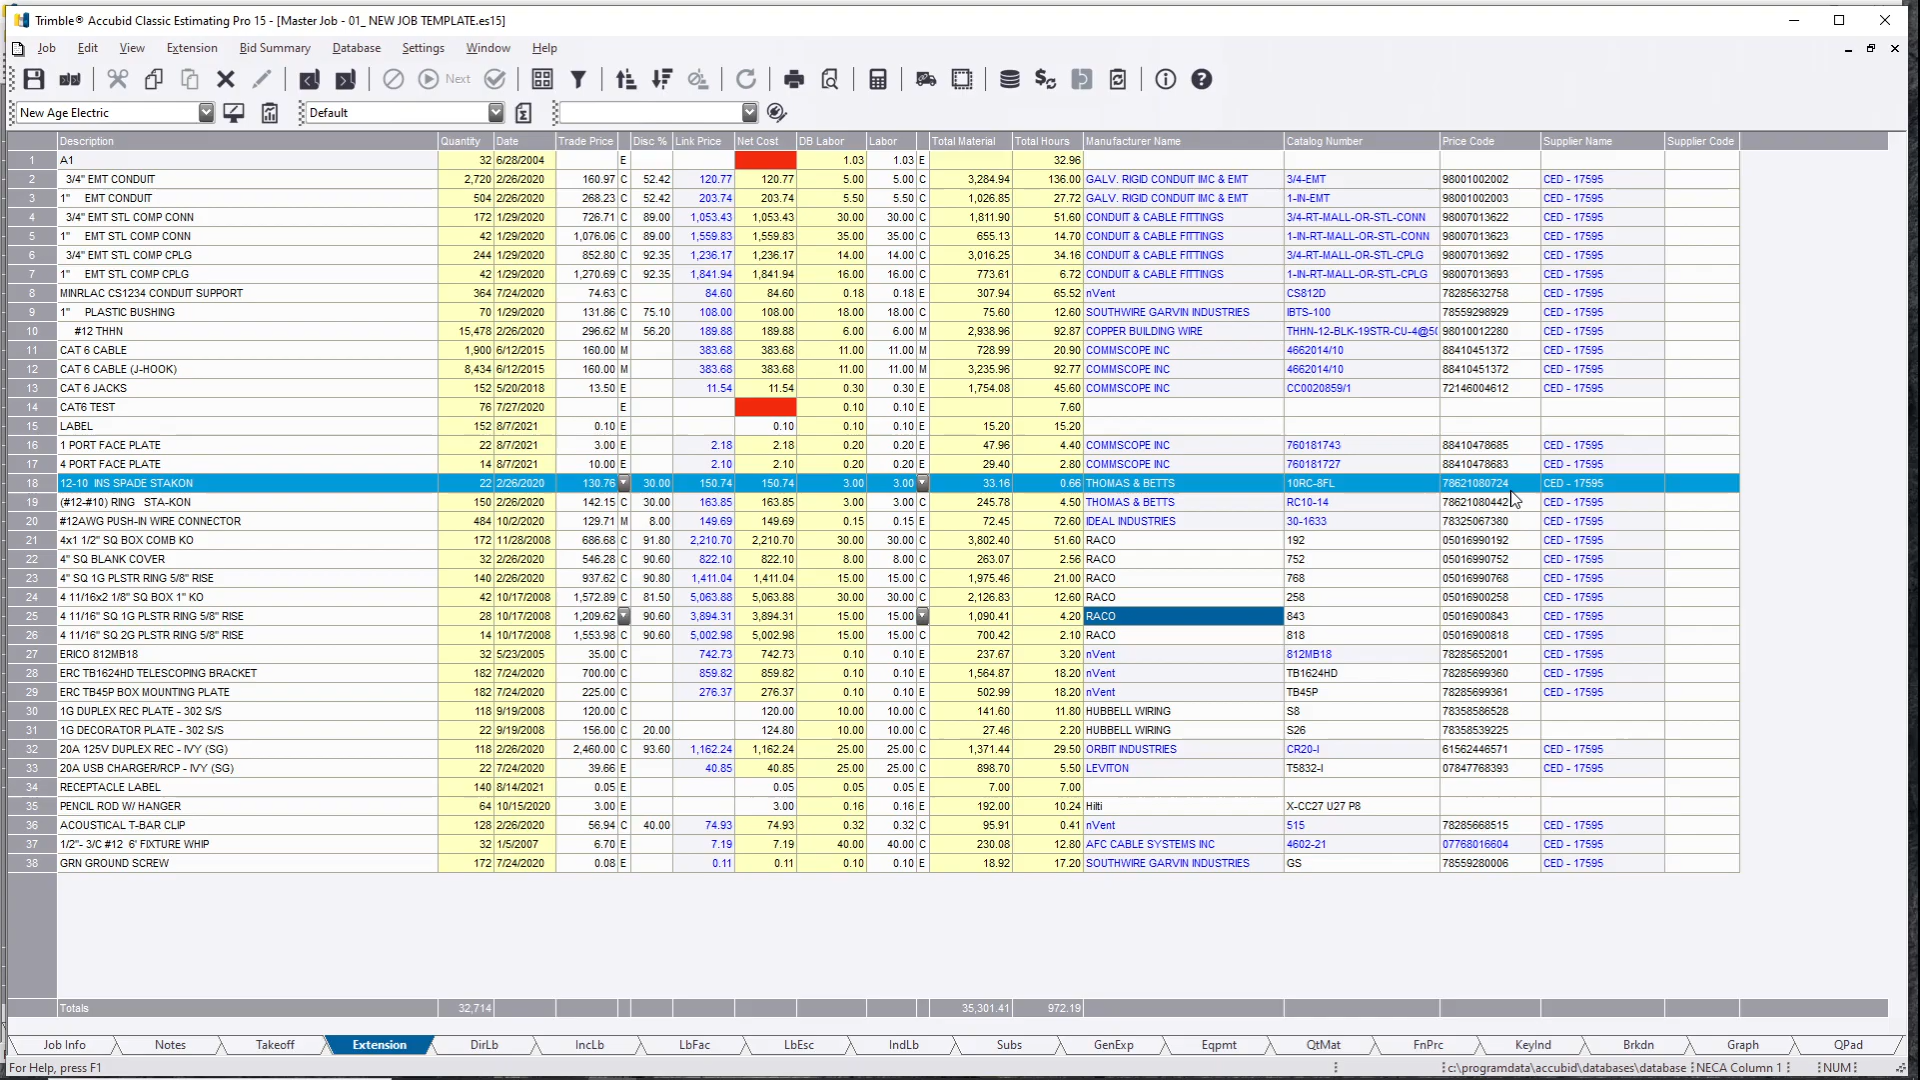 Trimble® Accubid Classic Estimating Pro 15 - [Master Job - 01_ NEW JOB TEMPLATE.es15]
Job Edit View Extension Bid Summary Database Settings Window Help
Next
New Age Electric Default
Description Quantity Date Trade Price Disc % Link Price Net Cost DB Labor Labor Total Material Total Hours Manufacturer Name Catalog Number Price Code Supplier Name Supplier Code
1 A1 32 6/28/2004 E 1.03 1.03 E 32.96
2 3/4" EMT CONDUIT 2,720 2/26/2020 160.97 C 52.42 120.77 120.77 5.00 5.00 C 3,284.94 136.00 GALV. RIGID CONDUIT IMC & EMT 3/4-EMT 98001002002 CED - 17595
3 1" EMT CONDUIT 504 2/26/2020 268.23 C 52.42 203.74 203.74 5.50 5.50 C 1,026.85 27.72 GALV. RIGID CONDUIT IMC & EMT 1-IN-EMT 98001002003 CED - 17595
4 3/4" EMT STL COMP CONN 172 1/29/2020 726.71 C 89.00 1,053.43 1,053.43 30.00 30.00 C 1,811.90 51.60 CONDUIT & CABLE FITTINGS 3/4-RT-MALL-OR-STL-CONN 98007013622 CED - 17595
5 1" EMT STL COMP CONN 42 1/29/2020 1,076.06 C 89.00 1,559.83 1,559.83 35.00 35.00 C 655.13 14.70 CONDUIT & CABLE FITTINGS 1-IN-RT-MALL-OR-STL-CONN 98007013623 CED - 17595
6 3/4" EMT STL COMP CPLG 244 1/29/2020 852.80 C 92.35 1,236.17 1,236.17 14.00 14.00 C 3,016.25 34.16 CONDUIT & CABLE FITTINGS 3/4-RT-MALL-OR-STL-CPLG 98007013692 CED - 17595
7 1" EMT STL COMP CPLG 42 1/29/2020 1,270.69 C 92.35 1,841.94 1,841.94 16.00 16.00 C 773.61 6.72 CONDUIT & CABLE FITTINGS 1-IN-RT-MALL-OR-STL-CPLG 98007013693 CED - 17595
8 MINRLAC CS1234 CONDUIT SUPPORT 364 7/24/2020 74.63 C 84.60 84.60 0.18 0.18 E 307.94 65.52 nVent CS812D 78285632758 CED - 17595
9 1" PLASTIC BUSHING 70 1/29/2020 131.86 C 75.10 108.00 108.00 18.00 18.00 C 75.60 12.60 SOUTHWIRE GARVIN INDUSTRIES IBTS-100 78559298929 CED - 17595
10 #12 THHN 15,478 2/26/2020 296.62 M 56.20 189.88 189.88 6.00 6.00 M 2,938.96 92.87 COPPER BUILDING WIRE THHN-12-BLK-19STR-CU-4@50 98010012280 CED - 17595
11 CAT 6 CABLE 1,900 6/12/2015 160.00 M 383.68 383.68 11.00 11.00 M 728.99 20.90 COMMSCOPE INC 4662014/10 88410451372 CED - 17595
12 CAT 6 CABLE (J-HOOK) 8,434 6/12/2015 160.00 M 383.68 383.68 11.00 11.00 M 3,235.96 92.77 COMMSCOPE INC 4662014/10 88410451372 CED - 17595
13 CAT 6 JACKS 152 5/20/2018 13.50 E 11.54 11.54 0.30 0.30 E 1,754.08 45.60 COMMSCOPE INC CC0020859/1 72146004612 CED - 17595
14 CAT6 TEST 76 7/27/2020 E 0.10 0.10 E 7.60
15 LABEL 152 8/7/2021 0.10 E 0.10 0.10 0.10 E 15.20 15.20
16 1 PORT FACE PLATE 22 8/7/2021 3.00 E 2.18 2.18 0.20 0.20 E 47.96 4.40 COMMSCOPE INC 760181743 88410478685 CED - 17595
17 4 PORT FACE PLATE 14 8/7/2021 10.00 E 2.10 2.10 0.20 0.20 E 29.40 2.80 COMMSCOPE INC 760181727 88410478683 CED - 17595
18 12-10 INS SPADE STAKON 22 2/26/2020 130.76 30.00 150.74 150.74 3.00 3.00 33.16 0.66 THOMAS & BETTS 10RC-8FL 78621080724 CED - 17595
19 (#12-#10) RING STA-KON 150 2/26/2020 142.15 C 30.00 163.85 163.85 3.00 3.00 C 245.78 4.50 THOMAS & BETTS RC10-14 78621080442 CED - 17595
20 #12AWG PUSH-IN WIRE CONNECTOR 484 10/2/2020 129.71 M 8.00 149.69 149.69 0.15 0.15 E 72.45 72.60 IDEAL INDUSTRIES 30-1633 78325067380 CED - 17595
21 4x1 1/2" SQ BOX COMB KO 172 11/28/2008 686.68 C 91.80 2,210.70 2,210.70 30.00 30.00 C 3,802.40 51.60 RACO 192 05016990192 CED - 17595
22 4" SQ BLANK COVER 32 2/26/2020 546.28 C 90.60 822.10 822.10 8.00 8.00 C 263.07 2.56 RACO 752 05016990752 CED - 17595
23 4" SQ 1G PLSTR RING 5/8" RISE 140 2/26/2020 937.62 C 90.80 1,411.04 1,411.04 15.00 15.00 C 1,975.46 21.00 RACO 768 05016990768 CED - 17595
24 4 11/16x2 1/8" SQ BOX 1" KO 42 10/17/2008 1,572.89 C 81.50 5,063.88 5,063.88 30.00 30.00 C 2,126.83 12.60 RACO 258 05016900258 CED - 17595
25 4 11/16" SQ 1G PLSTR RING 5/8" RISE 28 10/17/2008 1,209.62 90.60 3,894.31 3,894.31 15.00 15.00 1,090.41 4.20 RACO 843 05016900843 CED - 17595
26 4 11/16" SQ 2G PLSTR RING 5/8" RISE 14 10/17/2008 1,553.98 C 90.60 5,002.98 5,002.98 15.00 15.00 C 700.42 2.10 RACO 818 05016900818 CED - 17595
27 ERICO 812MB18 32 5/23/2005 35.00 C 742.73 742.73 0.10 0.10 E 237.67 3.20 nVent 812MB18 78285652001 CED - 17595
28 ERC TB1624HD TELESCOPING BRACKET 182 7/24/2020 700.00 C 859.82 859.82 0.10 0.10 E 1,564.87 18.20 nVent TB1624HD 78285699360 CED - 17595
29 ERC TB45P BOX MOUNTING PLATE 182 7/24/2020 225.00 C 276.37 276.37 0.10 0.10 E 502.99 18.20 nVent TB45P 78285699361 CED - 17595
30 1G DUPLEX REC PLATE - 302 S/S 118 9/19/2008 120.00 C 120.00 10.00 10.00 C 141.60 11.80 HUBBELL WIRING S8 78358586528
31 1G DECORATOR PLATE - 302 S/S 22 9/19/2008 156.00 C 20.00 124.80 10.00 10.00 C 27.46 2.20 HUBBELL WIRING S26 78358539225
32 20A 125V DUPLEX REC - IVY (SG) 118 2/26/2020 2,460.00 C 93.60 1,162.24 1,162.24 25.00 25.00 C 1,371.44 29.50 ORBIT INDUSTRIES CR20-I 61562446571 CED - 17595
33 20A USB CHARGER/RCP - IVY (SG) 22 7/24/2020 39.66 E 40.85 40.85 25.00 25.00 C 898.70 5.50 LEVITON T5832-I 07847768393 CED - 17595
34 RECEPTACLE LABEL 140 8/14/2021 0.05 E 0.05 0.05 0.05 E 7.00 7.00
35 PENCIL ROD W/ HANGER 64 10/15/2020 3.00 E 3.00 0.16 0.16 E 192.00 10.24 Hilti X-CC27 U27 P8
36 ACOUSTICAL T-BAR CLIP 128 2/26/2020 56.94 C 40.00 74.93 74.93 0.32 0.32 C 95.91 0.41 nVent 515 78285668515 CED - 17595
37 1/2"- 3/C #12 6' FIXTURE WHIP 32 1/5/2007 6.70 E 7.19 7.19 40.00 40.00 C 230.08 12.80 AFC CABLE SYSTEMS INC 4602-21 07768016604 CED - 17595
38 GRN GROUND SCREW 172 7/24/2020 0.08 E 0.11 0.11 0.10 0.10 E 18.92 17.20 SOUTHWIRE GARVIN INDUSTRIES GS 78559280006 CED - 17595
Totals 32,714 35,301.41 972.19
Job Info Notes Takeoff Extension DirLb IncLb LbFac LbEsc IndLb Subs GenExp Eqpmt QtMat FnPrc KeyInd Brkdn Graph QPad
For Help, press F1 c:\programdata\accubid\databases\database NECA Column 1 NUM